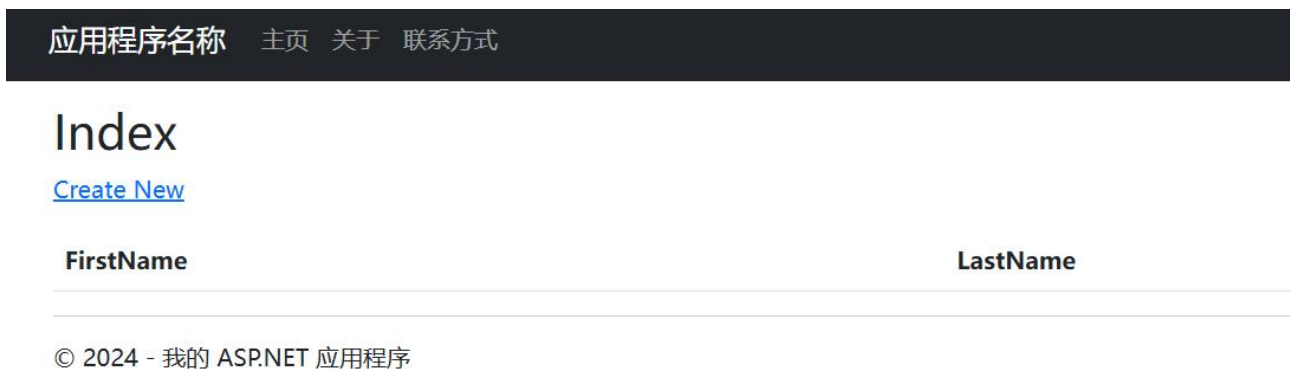 应用程序名称 主页 关于 联系方式
Index
Create New
FirstName LastName
© 2024 - 我的 ASP.NET 应用程序